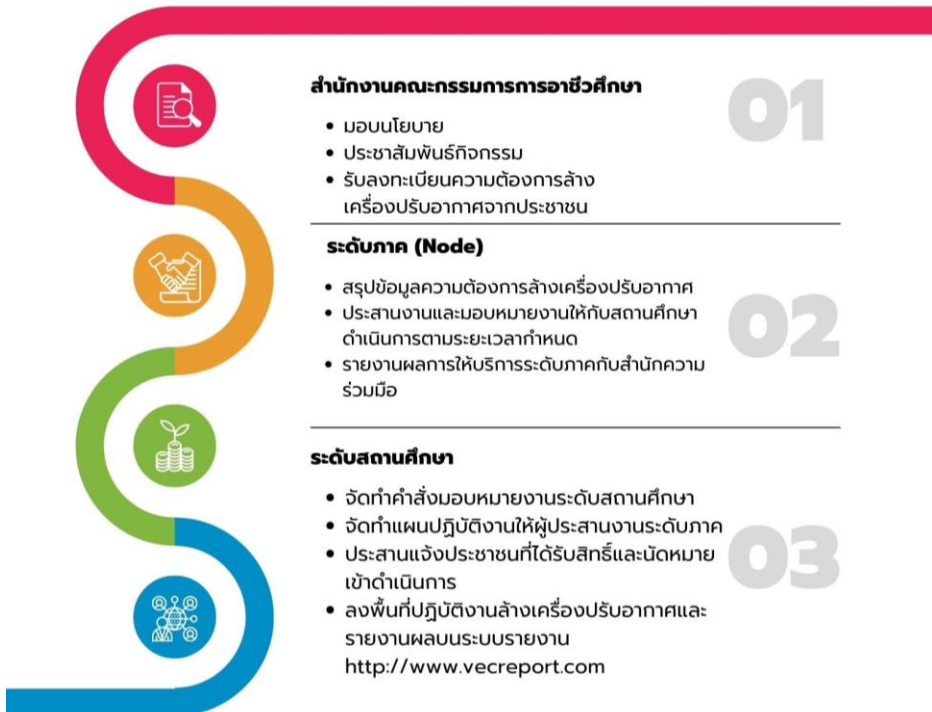 สำนักงานคณะกรรมการการอาชีวศึกษา
01
• มอบนโยบาย
• ประชาสัมพันธ์กิจกรรม
• รับลงทะเบียนความต้องการล้าง
เครื่องปรับอากาศจากประชาชน
ระดับภาค (Node)
02
• สรุปข้อมูลความต้องการล้างเครื่องปรับอากาศ
• ประสานงานและมอบหมายงานให้กับสถานศึกษา
ดำเนินการตามระยะเวลากำหนด
• รายงานผลการให้บริการระดับภาคกับสำนักความ
ร่วมมือ
ระดับสถานศึกษา
03
• จัดทำคำสั่งมอบหมายงานระดับสถานศึกษา
• จัดทำแผนปฏิบัติงานให้ผู้ประสานงานระดับภาค
• ประสานแจ้งประชาชนที่ได้รับสิทธิ์และนัดหมาย
เข้าดำเนินการ
• ลงพื้นที่ปฏิบัติงานล้างเครื่องปรับอากาศและ
รายงานผลบนระบบรายงาน
http://www.vecreport.com